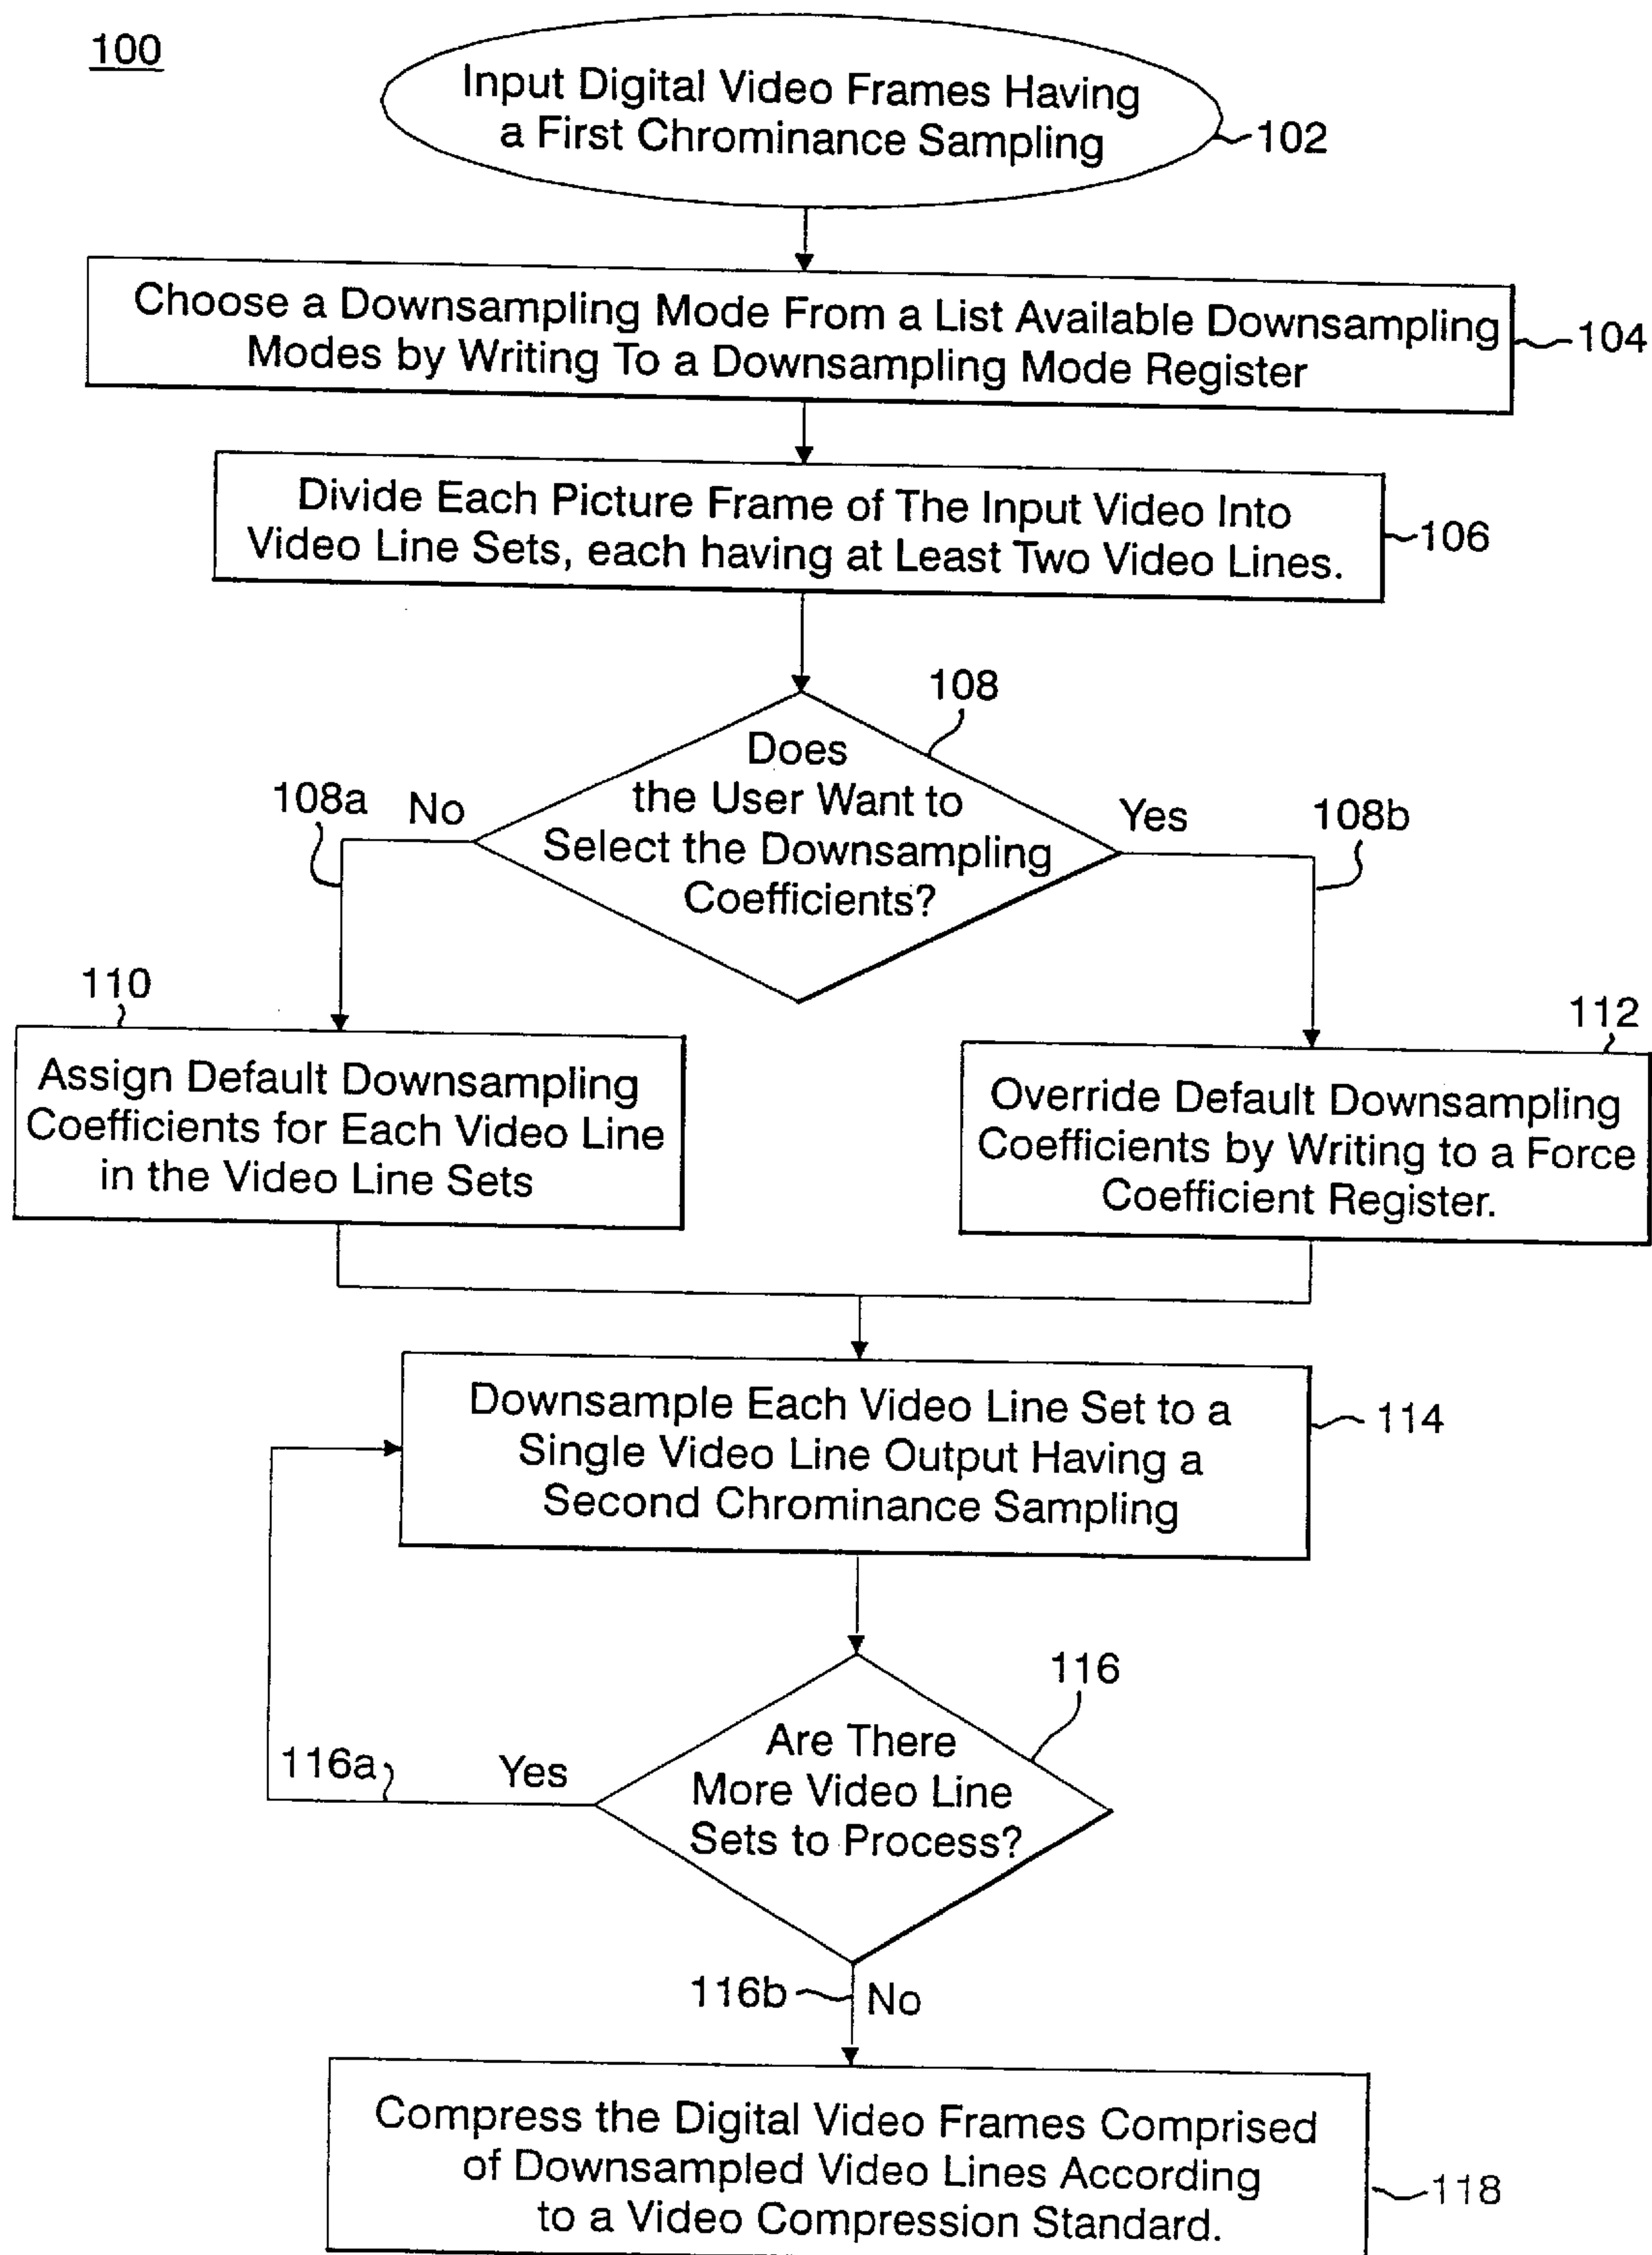 100
Input Digital Video Frames Having
a First Chrominance Sampling
102
Choose a Downsampling Mode From a List Available Downsampling
Modes by Writing To a Downsampling Mode Register
104
Divide Each Picture Frame of The Input Video Into
Video Line Sets, each having at Least Two Video Lines.
106
108
Does
the User Want to
Select the Downsampling
Coefficients?
108a
No
Yes
108b
110
Assign Default Downsampling
Coefficients for Each Video Line
in the Video Line Sets
112
Override Default Downsampling
Coefficients by Writing to a Force
Coefficient Register.
Downsample Each Video Line Set to a
Single Video Line Output Having a
Second Chrominance Sampling
114
116
Are There
More Video Line
Sets to Process?
116a
Yes
116b
No
Compress the Digital Video Frames Comprised
of Downsampled Video Lines According
to a Video Compression Standard.
118